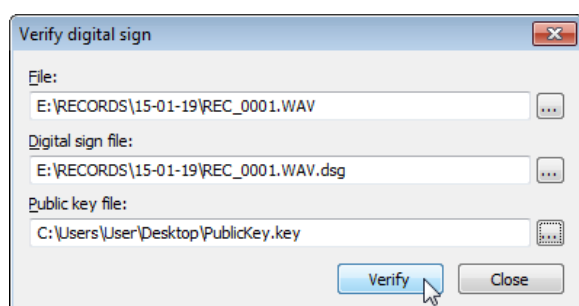 Verify digital sign
File:
E:\RECORDS\15-01-19\REC_0001.WAV
...
Digital sign file:
E:\RECORDS\15-01-19\REC_0001.WAV.dsg
...
Public key file:
C:\Users\User\Desktop\PublicKey.key
...
Verify Close